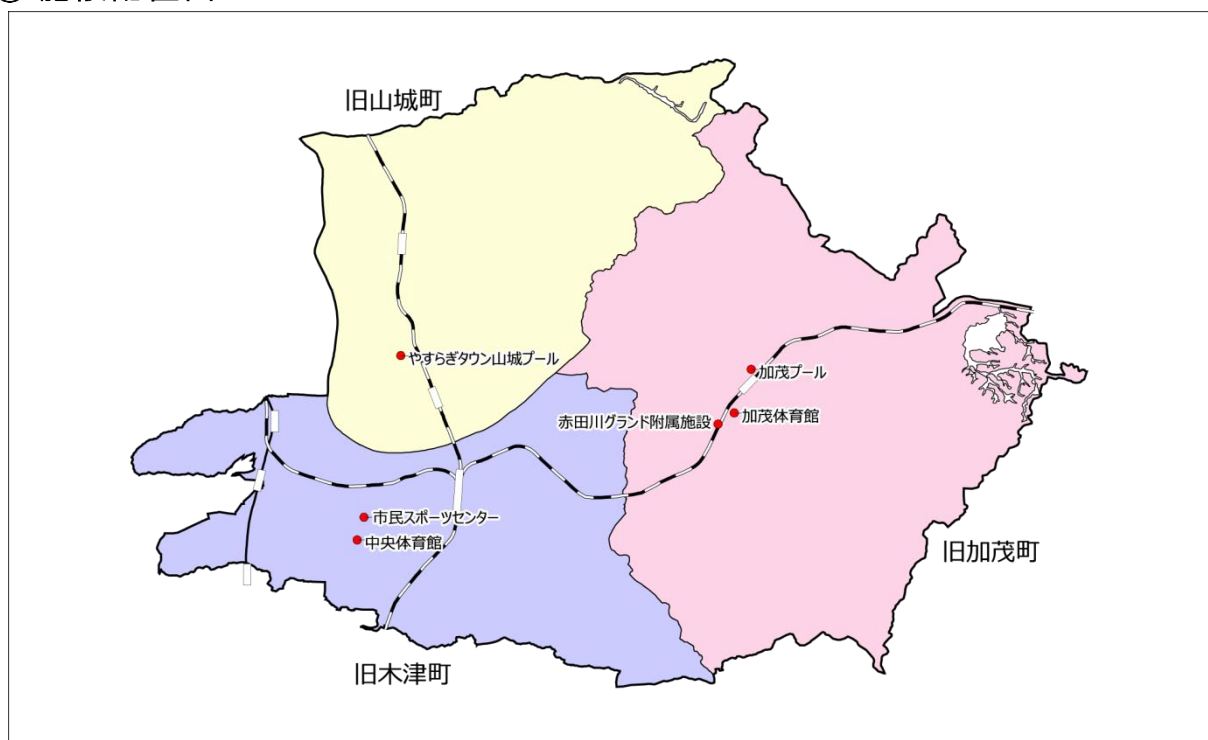 旧山城町
やすらぎタウン山城プール
加茂プール
加茂体育館
赤田川グランド附属施設
市民スポーツセンター
中央体育館
旧加茂町
旧木津町